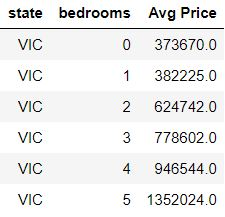 state bedrooms Avg Price
VIC 0 373670.0
VIC 1 382225.0
VIC 2 624742.0
VIC 3 778602.0
VIC 4 946544.0
VIC 5 1352024.0